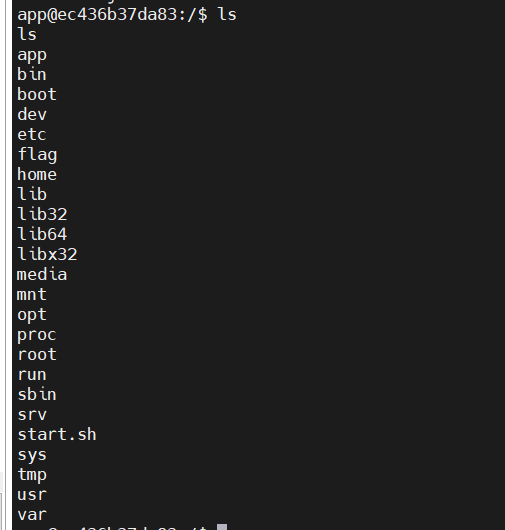 app@ec436b37da83:/$ ls
ls
app
bin
boot
dev
etc
flag
home
lib
lib32
lib64
libx32
media
mnt
opt
proc
root
run
sbin
srv
start.sh
sys
tmp
usr
var